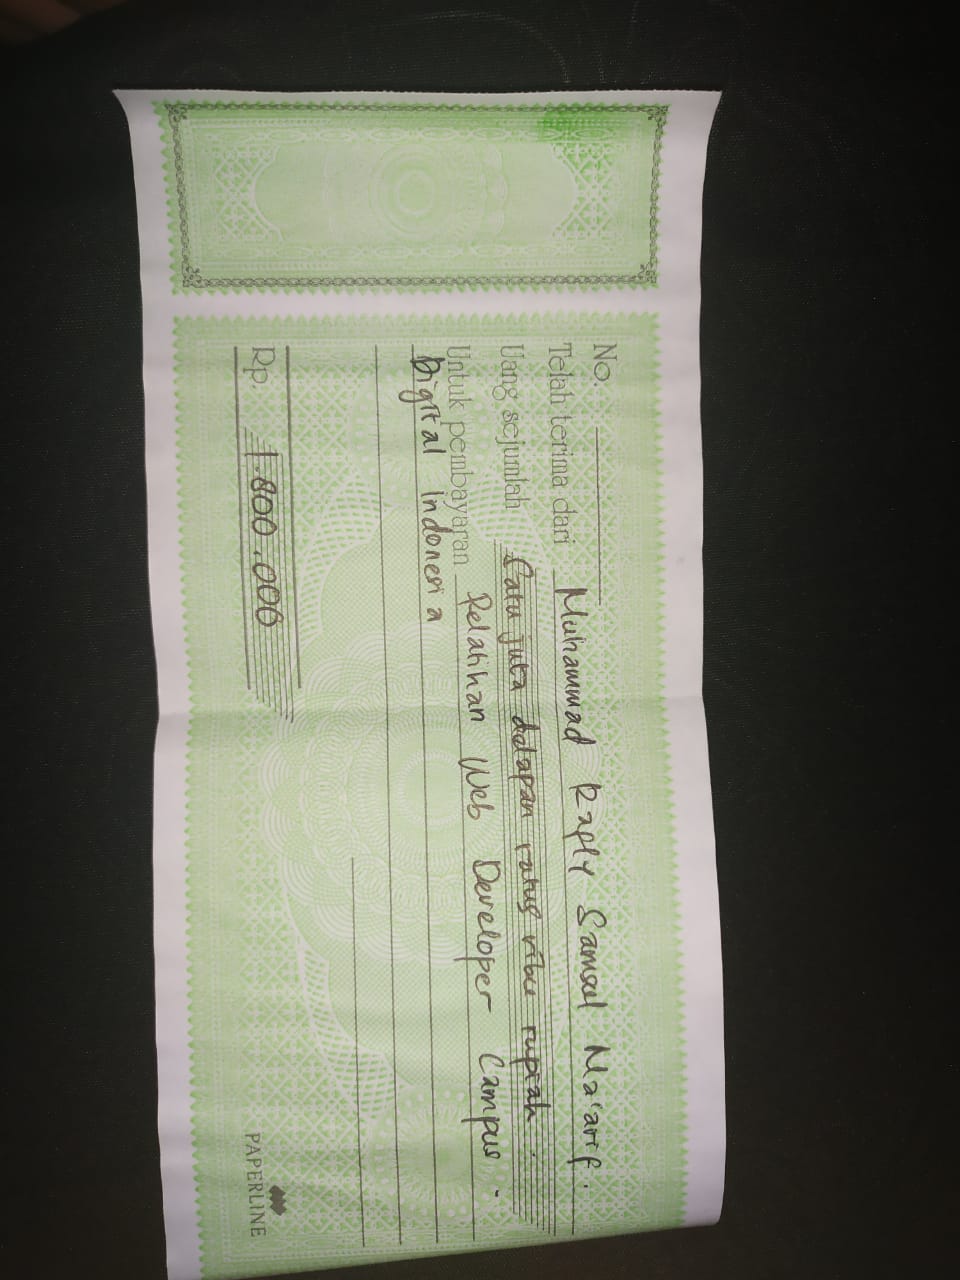 No.
Telah terima dari Muhammad Raply Samsul Ma'arif.
Uang sejumlah Satu juta delapan ratus ribu rupiah.
Untuk pembayaran Pelatihan Web Developer Campus -
Digital Indonesia
Rp. 1.800.000
PAPERLINE